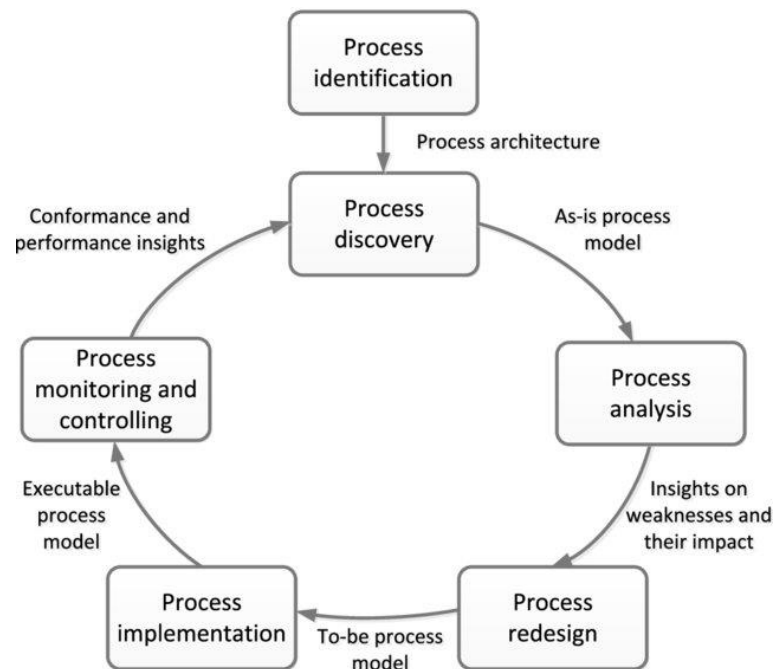 Process
identification
Process architecture
Process
discovery
As-is process
model
Process
analysis
Insights on
weaknesses and
their impact
Process
redesign
To-be process
model
Process
implementation
Executable
process
model
Process
monitoring and
controlling
Conformance and
performance insights